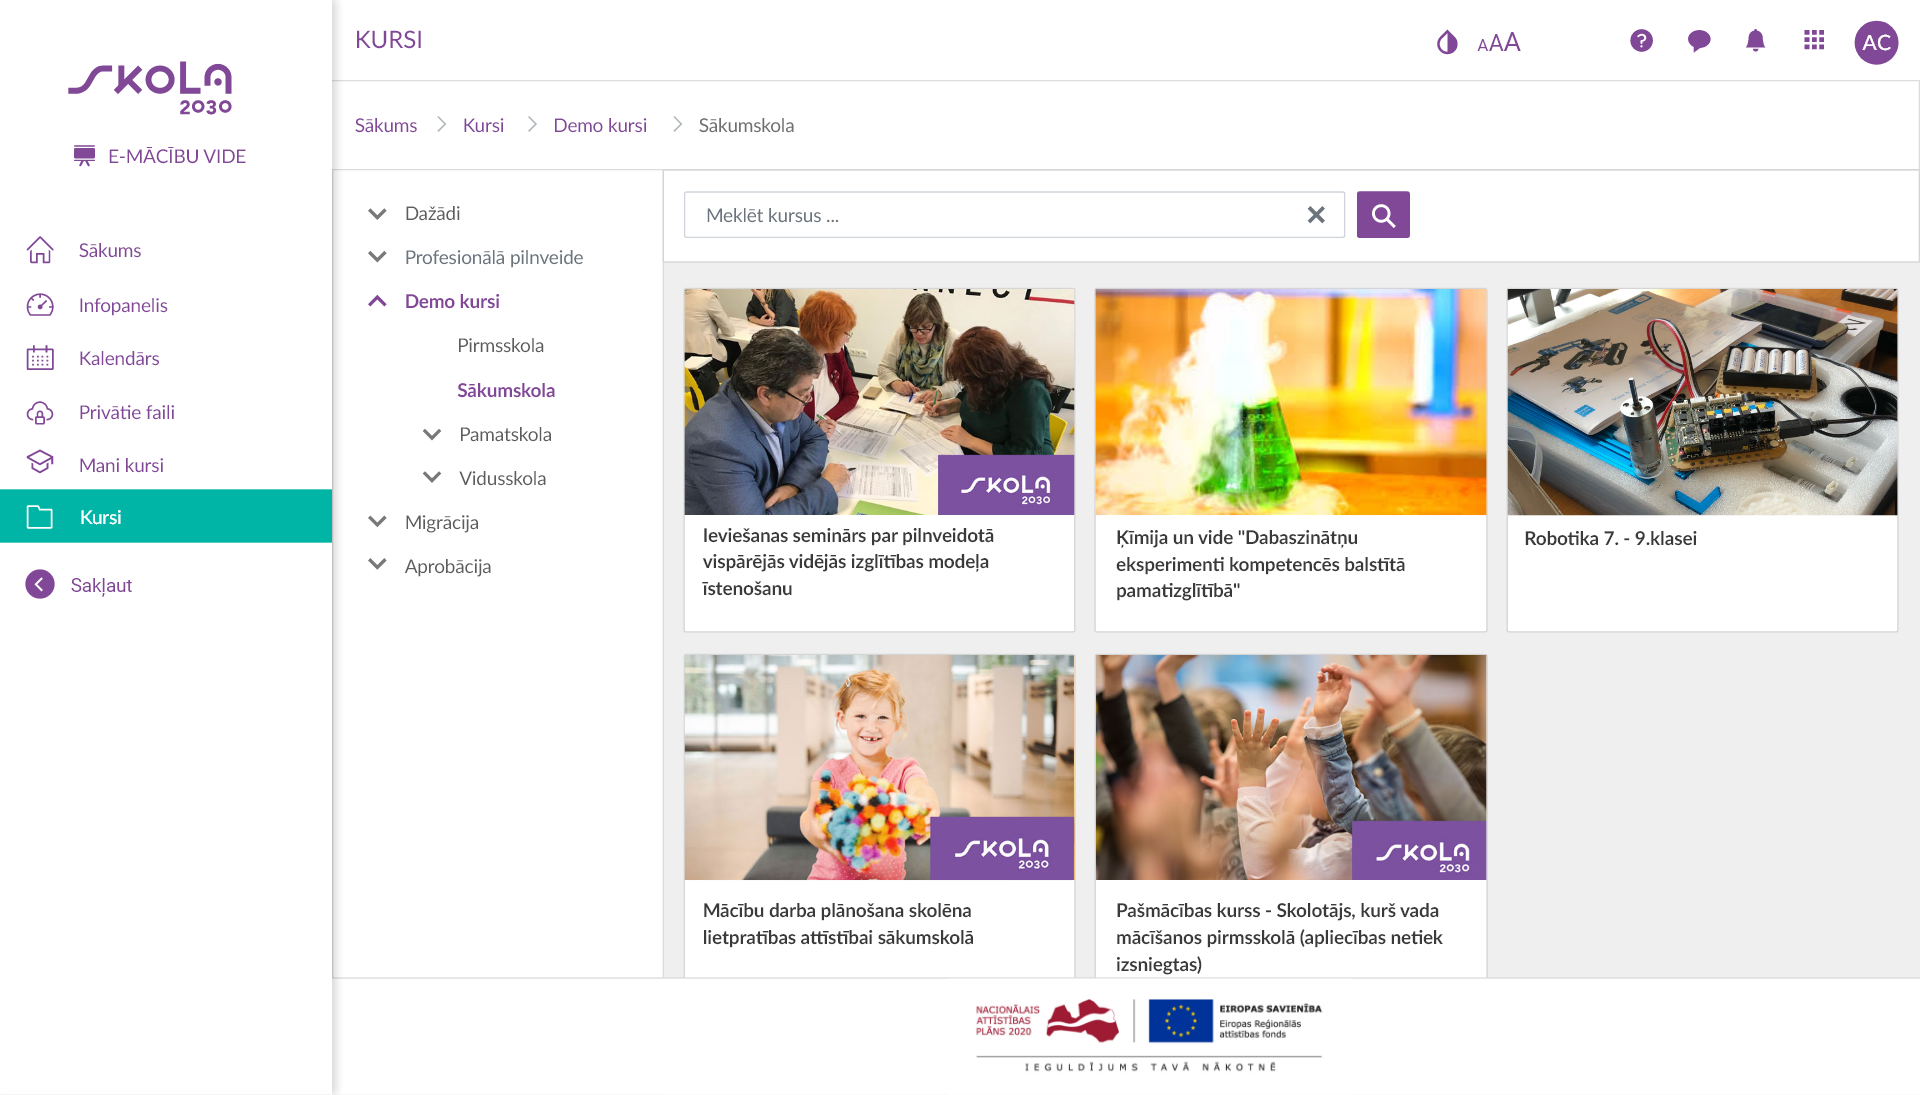 SKOLA
2030
E-MĀCĪBU VIDE
Sākums
Infopanelis
Kalendārs
Privātie faili
Mani kursi
Kursi
Sakļaut
KURSI
AAA
?
AC
Sākums
Kursi
Demo kursi
Sākumskola
Dažādi
Profesionālā pilnveide
Demo kursi
Pirmsskola
Sākumskola
Pamatskola
Vidusskola
Migrācija
Aprobācija
Meklēt kursus ...
SKOLA
2030
Ieviešanas seminārs par pilnveidotā
vispārējās vidējās izglītības modeļa
īstenošanu
Ķīmija un vide "Dabaszinātņu
eksperimenti kompetencēs balstītā
pamatizglītībā"
Robotika 7. - 9.klasei
SKOLA
2030
Mācību darba plānošana skolēna
lietpratības attīstībai sākumskolā
SKOLA
2030
Pašmācības kurss - Skolotājs, kurš vada
mācīšanos pirmsskolā (apliecības netiek
izsniegtas)
NACIONĀLAIS
ATTĪSTĪBAS
PLĀNS 2020
EIROPAS SAVIENĪBA
Eiropas Reģionālās
attīstības fonds
IEGULDĪJUMS TAVĀ NĀKOTNĒ